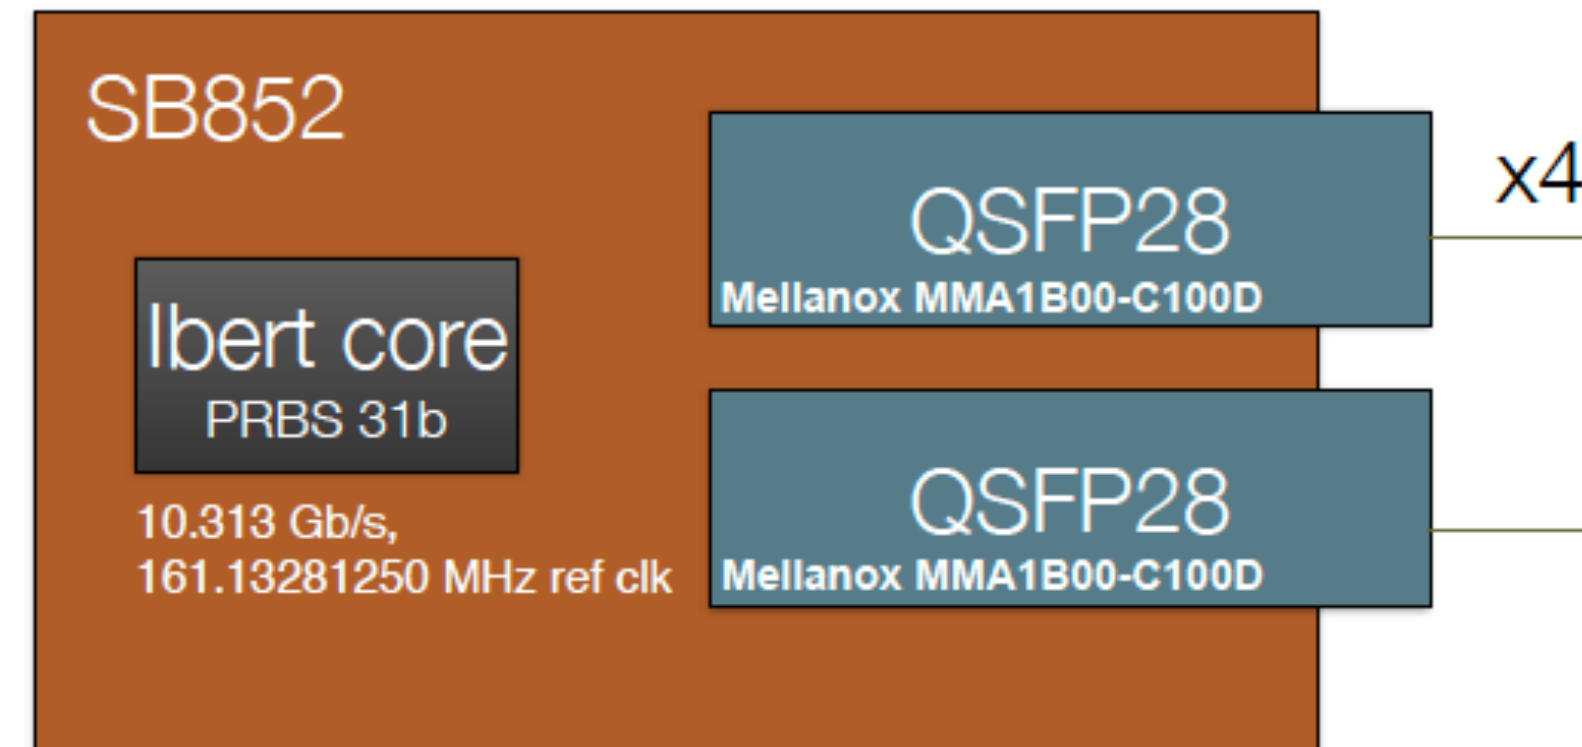 SB852
QSFP28
Mellanox MMA1B00-C100D
x4
Ibert core
PRBS 31b
10.313 Gb/s,
161.13281250 MHz ref clk
QSFP28
Mellanox MMA1B00-C100D